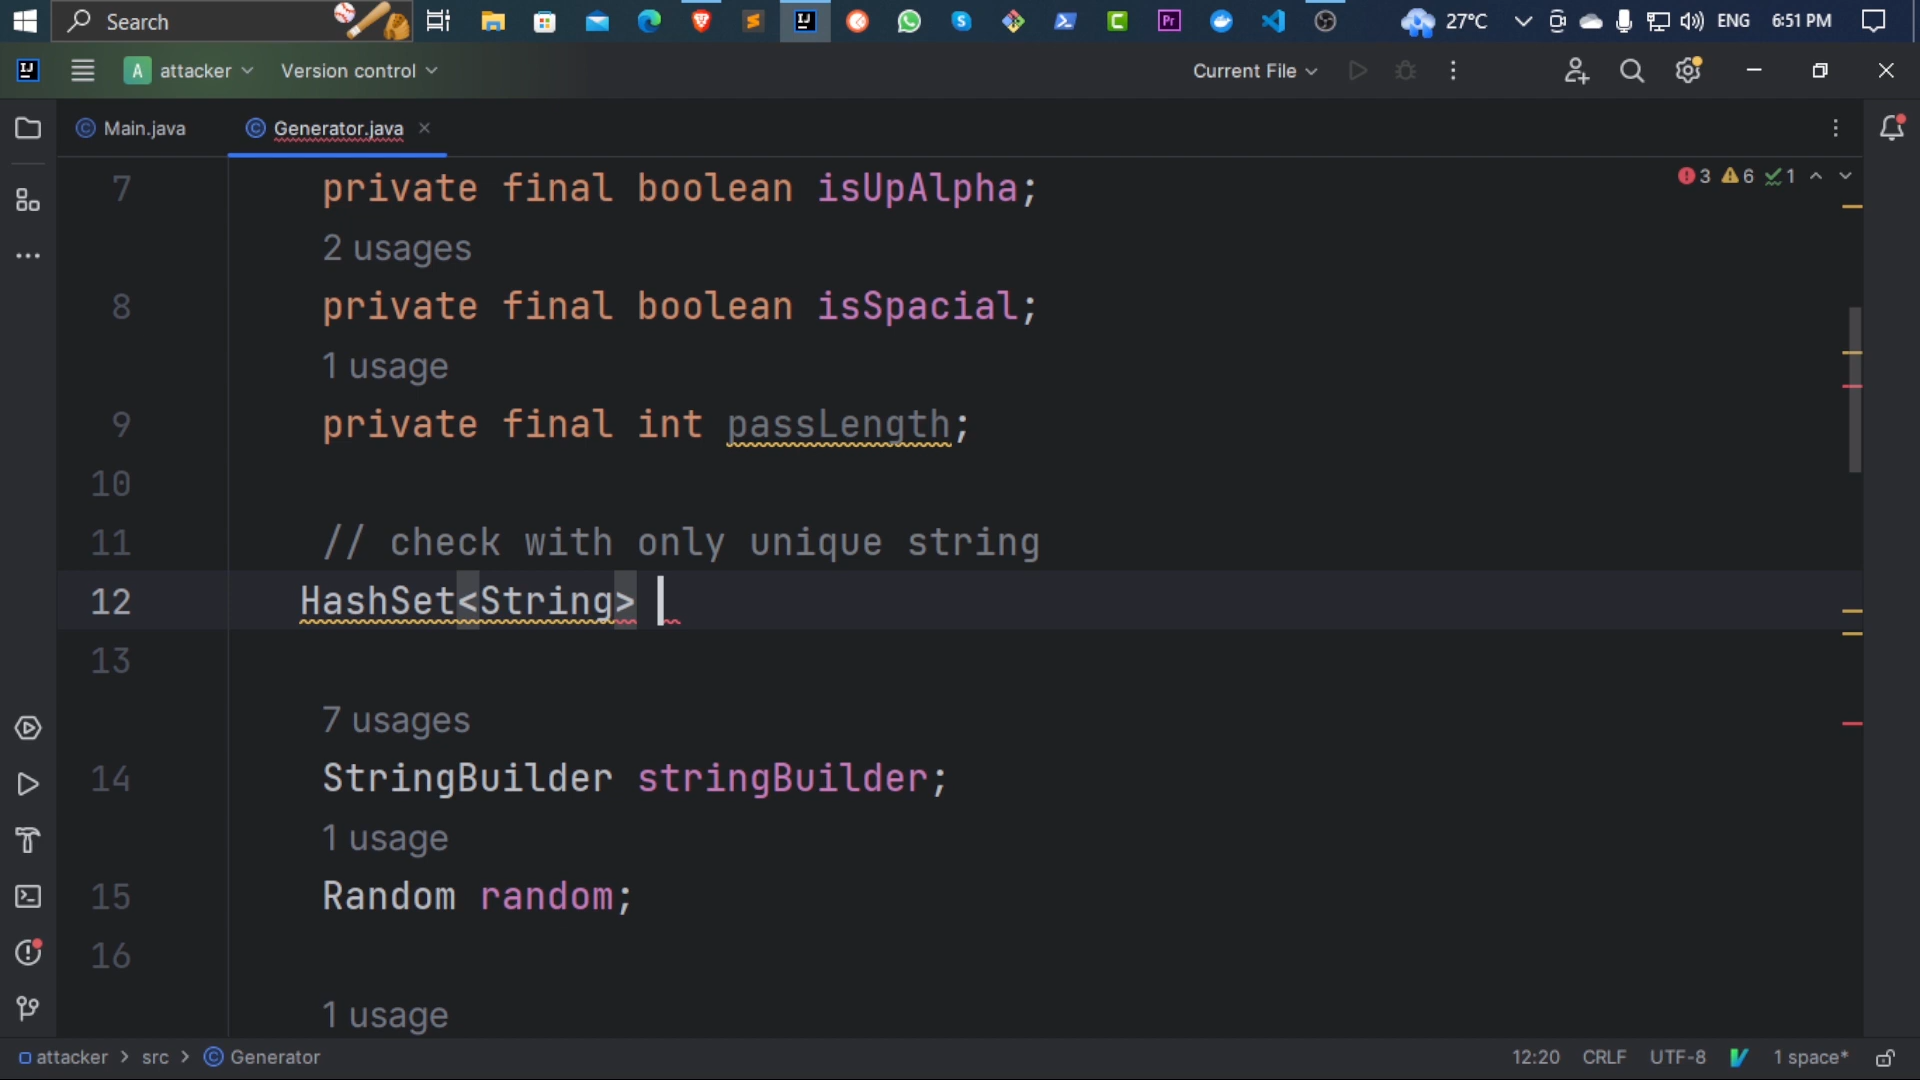 Search
27°C
ENG
6:51 PM
A attacker
Version control
Current File
Main.java
Generator.java
3 6 1
7 private final boolean isUpAlpha;
2 usages
8 private final boolean isSpacial;
1 usage
9 private final int passLength;
10
11 // check with only unique string
12 HashSet<String>
13
7 usages
14 StringBuilder stringBuilder;
1 usage
15 Random random;
16
1 usage
attacker > src > Generator
12:20 CRLF UTF-8 1 space*